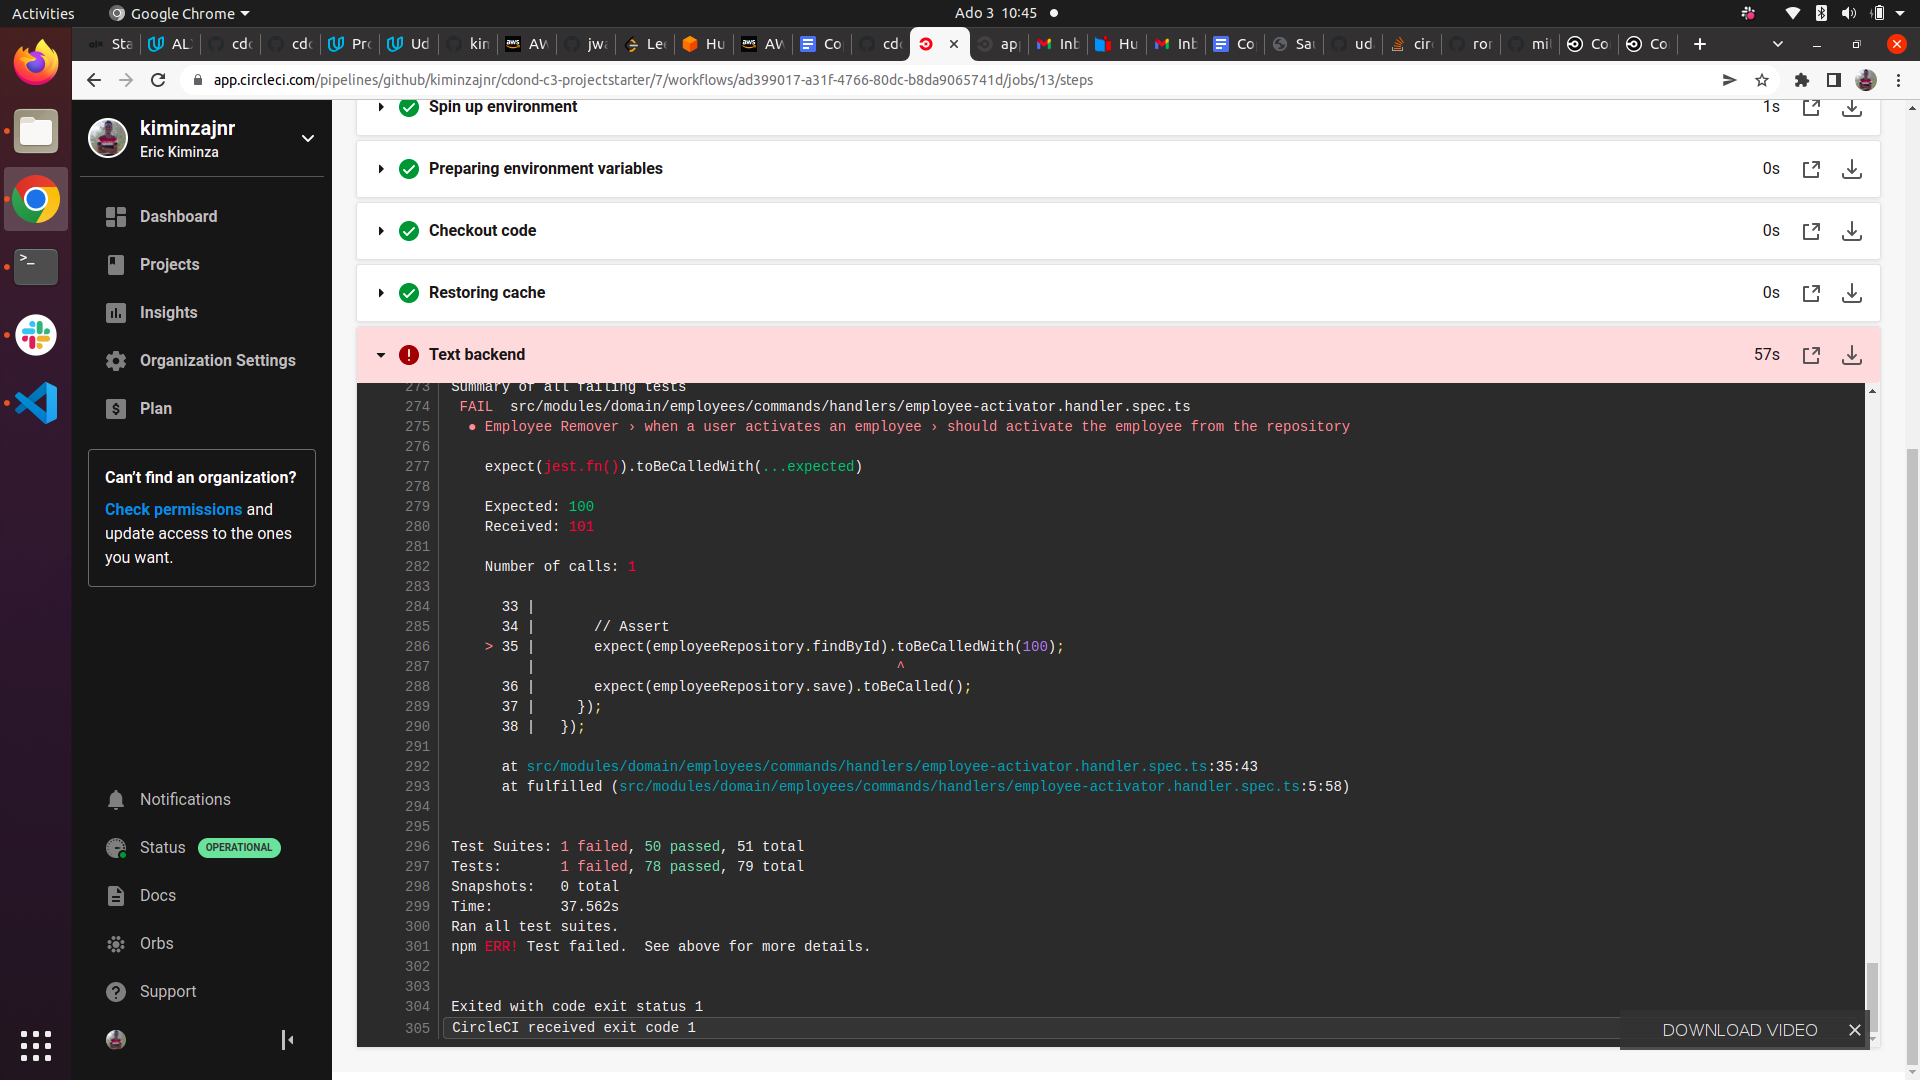 Activities
Google Chrome
Ado 3 10:45
Sta
AL
cdc
cdc
Pro
Ud
kin
AW
jwa
Lee
Hu
AW
Co
cdc
app
Inb
Hu
Inb
Co
Sau
ud
circ
ror
mi
Co
Co
app.circleci.com/pipelines/github/kiminzajnr/cdond-c3-projectstarter/7/workflows/ad399017-a31f-4766-80dc-b8da9065741d/jobs/13/steps
kiminzajnr
Eric Kiminza
Dashboard
Projects
Insights
Organization Settings
Plan
Can't find an organization?
Check permissions and
update access to the ones
you want.
Notifications
Status OPERATIONAL
Docs
Orbs
Support
Spin up environment 1s
Preparing environment variables 0s
Checkout code 0s
Restoring cache 0s
Text backend 57s
273 Summary of all failing tests
274 FAIL src/modules/domain/employees/commands/handlers/employee-activator.handler.spec.ts
275 ● Employee Remover › when a user activates an employee › should activate the employee from the repository
276
277 expect(jest.fn()).toBeCalledWith(...expected)
278
279 Expected: 100
280 Received: 101
281
282 Number of calls: 1
283
284 33 |
285 34 | // Assert
286 > 35 | expect(employeeRepository.findById).toBeCalledWith(100);
287 | ^
288 36 | expect(employeeRepository.save).toBeCalled();
289 37 | });
290 38 | });
291
292 at src/modules/domain/employees/commands/handlers/employee-activator.handler.spec.ts:35:43
293 at fulfilled (src/modules/domain/employees/commands/handlers/employee-activator.handler.spec.ts:5:58)
294
295
296 Test Suites: 1 failed, 50 passed, 51 total
297 Tests: 1 failed, 78 passed, 79 total
298 Snapshots: 0 total
299 Time: 37.562s
300 Ran all test suites.
301 npm ERR! Test failed. See above for more details.
302
303
304 Exited with code exit status 1
305 CircleCI received exit code 1
DOWNLOAD VIDEO